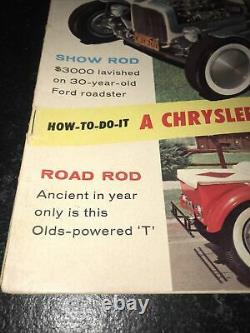 SHOW ROD
$3000 lavished
on 30-year-old
Ford roadster
HOW-TO-DO-IT A CHRYSLER
ROAD ROD
Ancient in year
only is this
Olds-powered 'T'